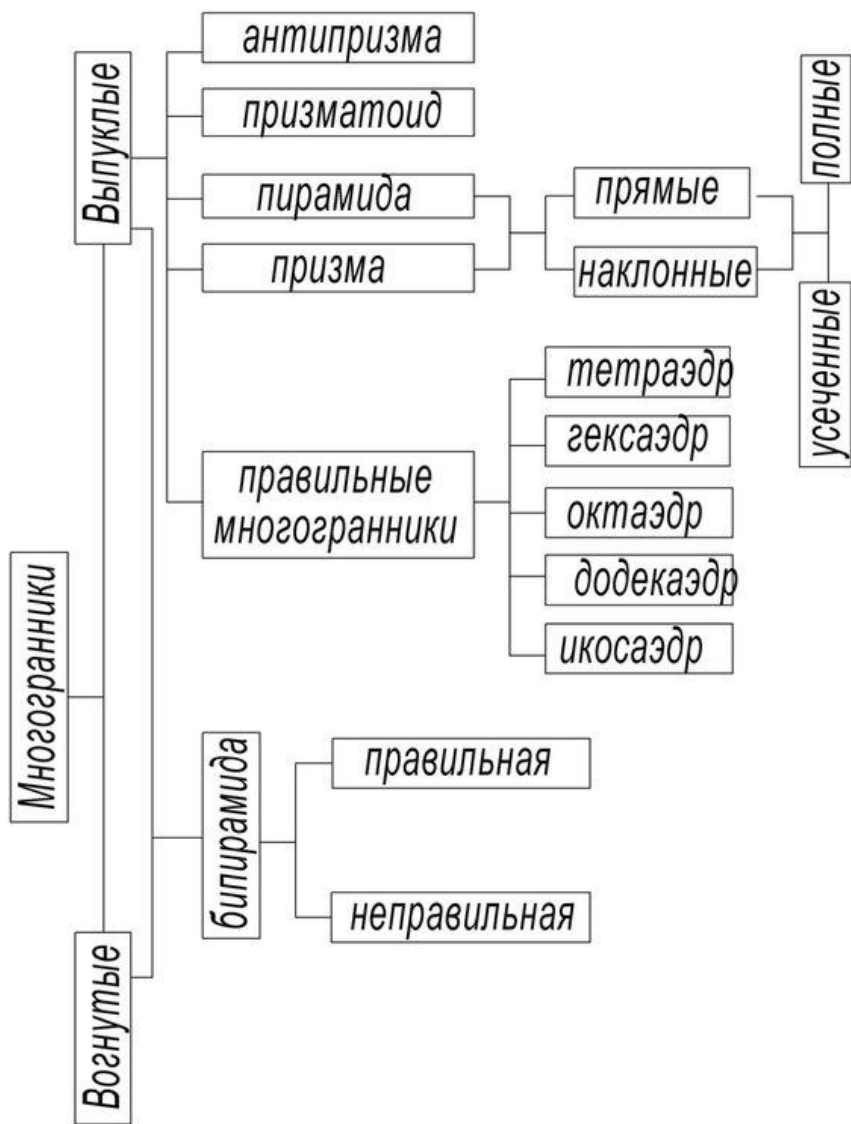 Многогранники
Выпуклые
Вогнутые
антипризма
призматоид
пирамида
призма
прямые
наклонные
полные
усеченные
правильные
многогранники
тетраэдр
гексаэдр
октаэдр
додекаэдр
икосаэдр
бипирамида
правильная
неправильная